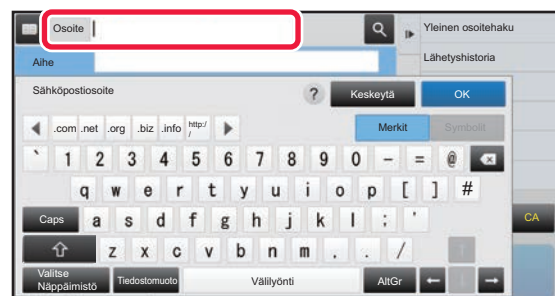 Osoite
Yleinen osoitehaku
Aihe
Lähetyshistoria
Sähköpostiosoite ? Keskeytä OK
.com .net .org .biz .info http:// Merkit Symbolit
` 1 2 3 4 5 6 7 8 9 0 - = @
q w e r t y u i o p [ ] #
Caps a s d f g h j k l ; ' CA
z x c v b n m , . /
Valitse Näppäimistö Tiedostomuoto Välilyönti AltGr